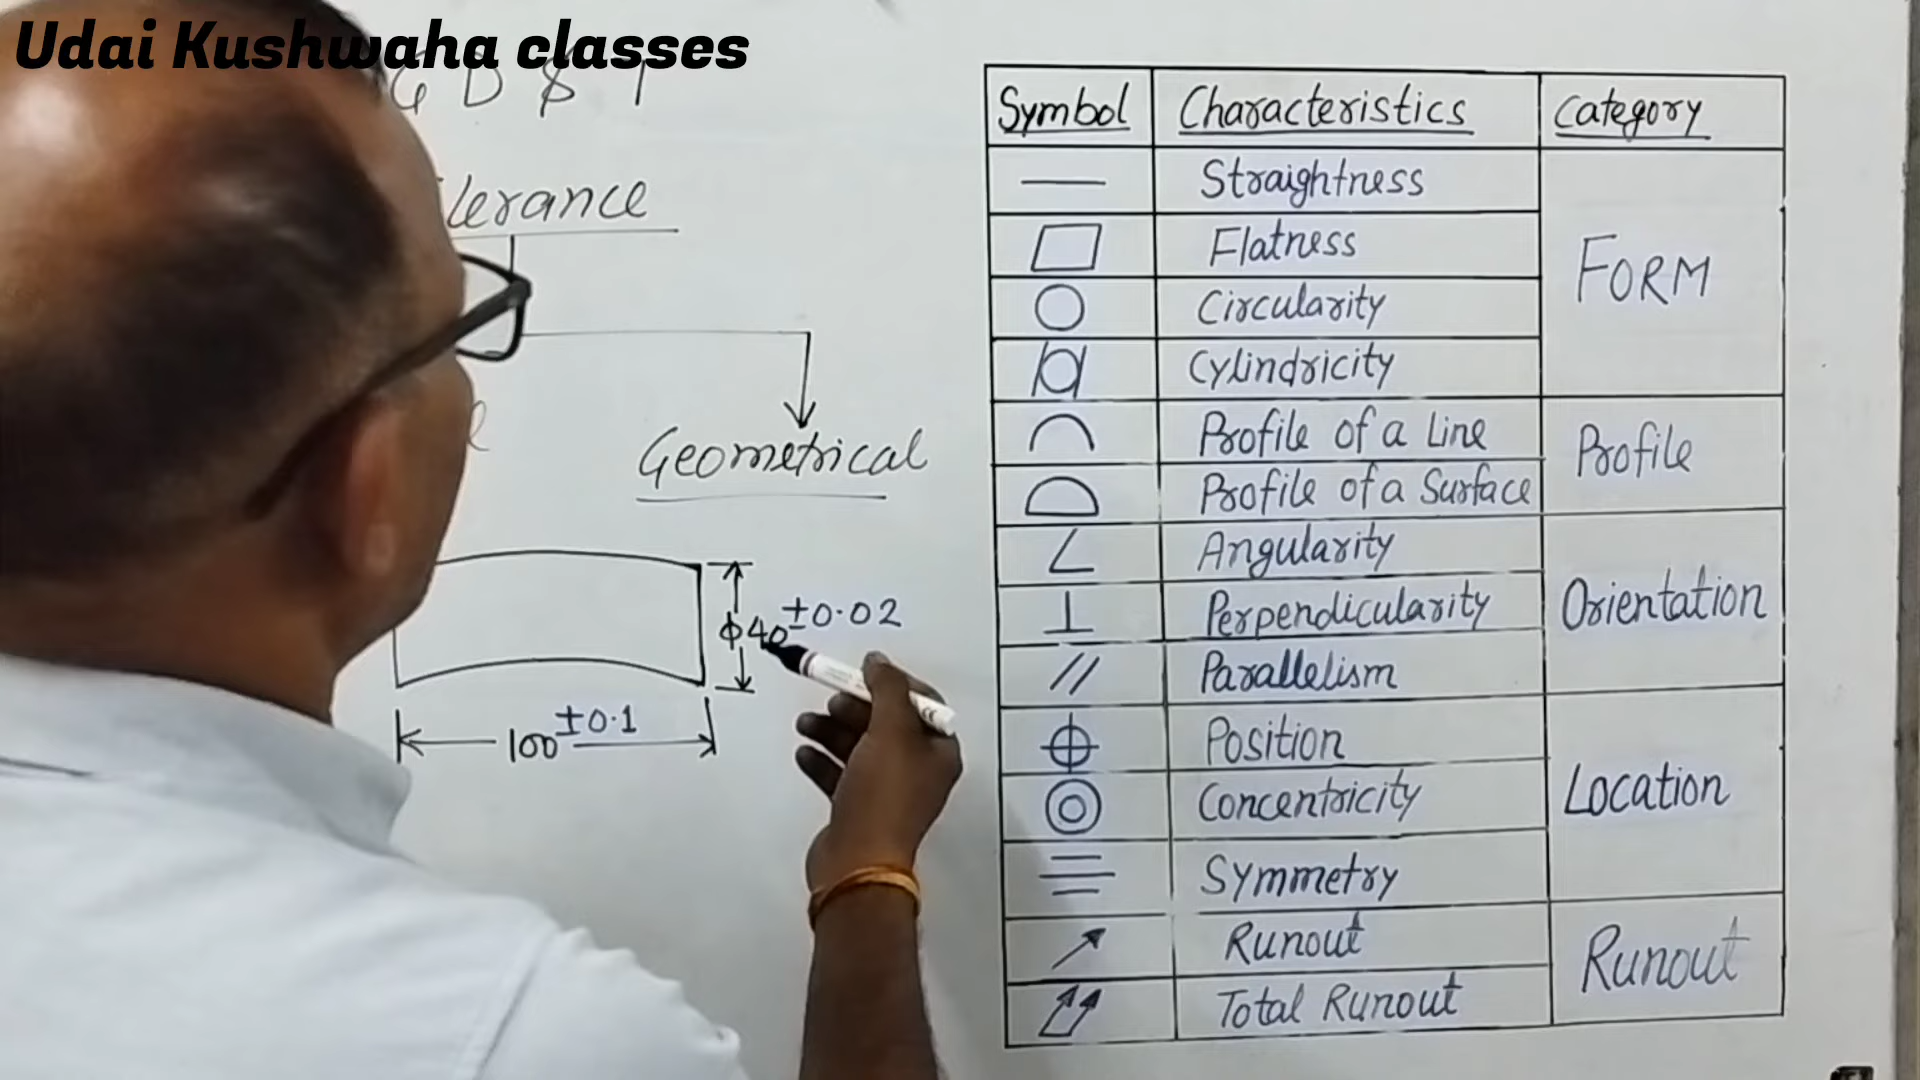 Udai Kushwaha classes
G D & T
Geometrical
φ40±0.02
100±0.1
Symbol Characteristics Category
Straightness
Flatness
Circularity
Cylindricity
FORM
Profile of a Line
Profile of a Surface
Profile
Angularity
Perpendicularity
Parallelism
Orientation
Position
Concentricity
Symmetry
Location
Runout
Total Runout
Runout